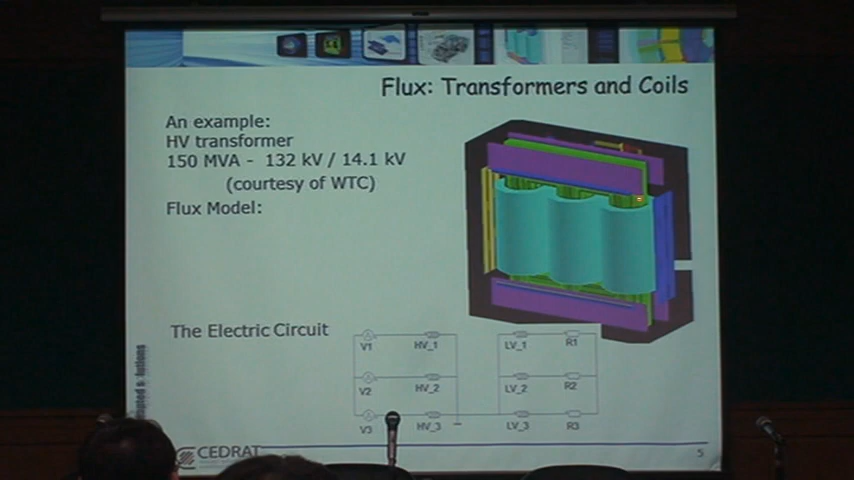 Flux: Transformers and Coils
An example:
HV transformer
150 MVA - 132 kV / 14.1 kV
(courtesy of WTC)
Flux Model:
The Electric Circuit
V1
HV_1
LV_1
R1
V2
HV_2
LV_2
R2
V3
HV_3
LV_3
R3
CEDRAT
5